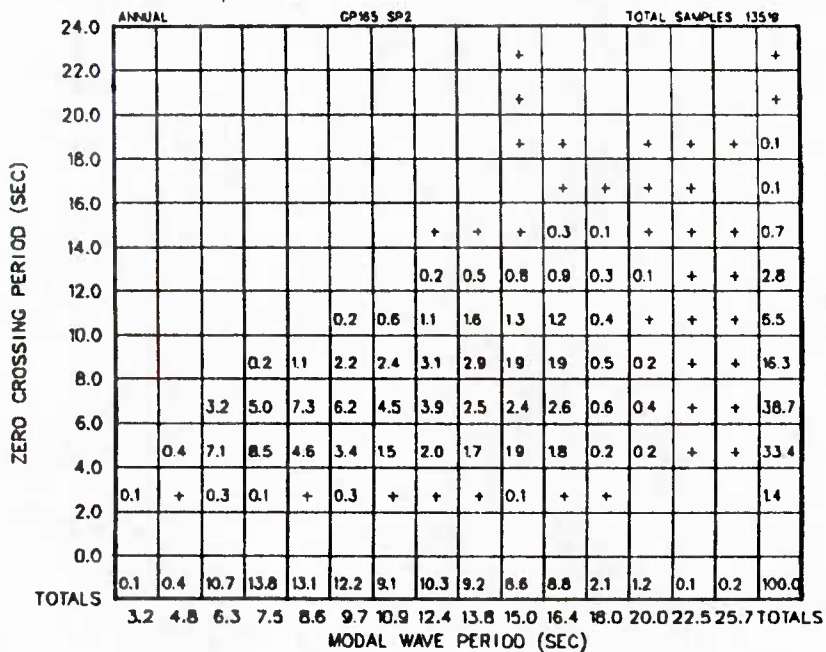 ANNUAL GP165 SP2 TOTAL SAMPLES 13518
24.0
+ +
22.0
+ +
20.0
+ + + + + 0.1
18.0
+ + + + 0.1
16.0
+ + + 0.3 0.1 + + + 0.7
14.0
0.2 0.5 0.8 0.9 0.3 0.1 + + 2.8
12.0
0.2 0.6 1.1 1.6 1.3 1.2 0.4 + + + 6.5
10.0
0.2 1.1 2.2 2.4 3.1 2.9 1.9 1.9 0.5 0.2 + + 16.3
8.0
3.2 5.0 7.3 6.2 4.5 3.9 2.5 2.4 2.6 0.6 0.4 + + 38.7
6.0
0.4 7.1 8.5 4.6 3.4 1.5 2.0 1.7 1.9 1.8 0.2 0.2 + + 33.4
4.0
0.1 + 0.3 0.1 + 0.3 + + + 0.1 + + 1.4
2.0
0.0
0.1 0.4 10.7 13.8 13.1 12.2 9.1 10.3 9.2 8.6 8.8 2.1 1.2 0.1 0.2 100.0
TOTALS
3.2 4.8 6.3 7.5 8.6 9.7 10.9 12.4 13.8 15.0 16.4 18.0 20.0 22.5 25.7 TOTALS
MODAL WAVE PERIOD (SEC)
ZERO CROSSING PERIOD (SEC)